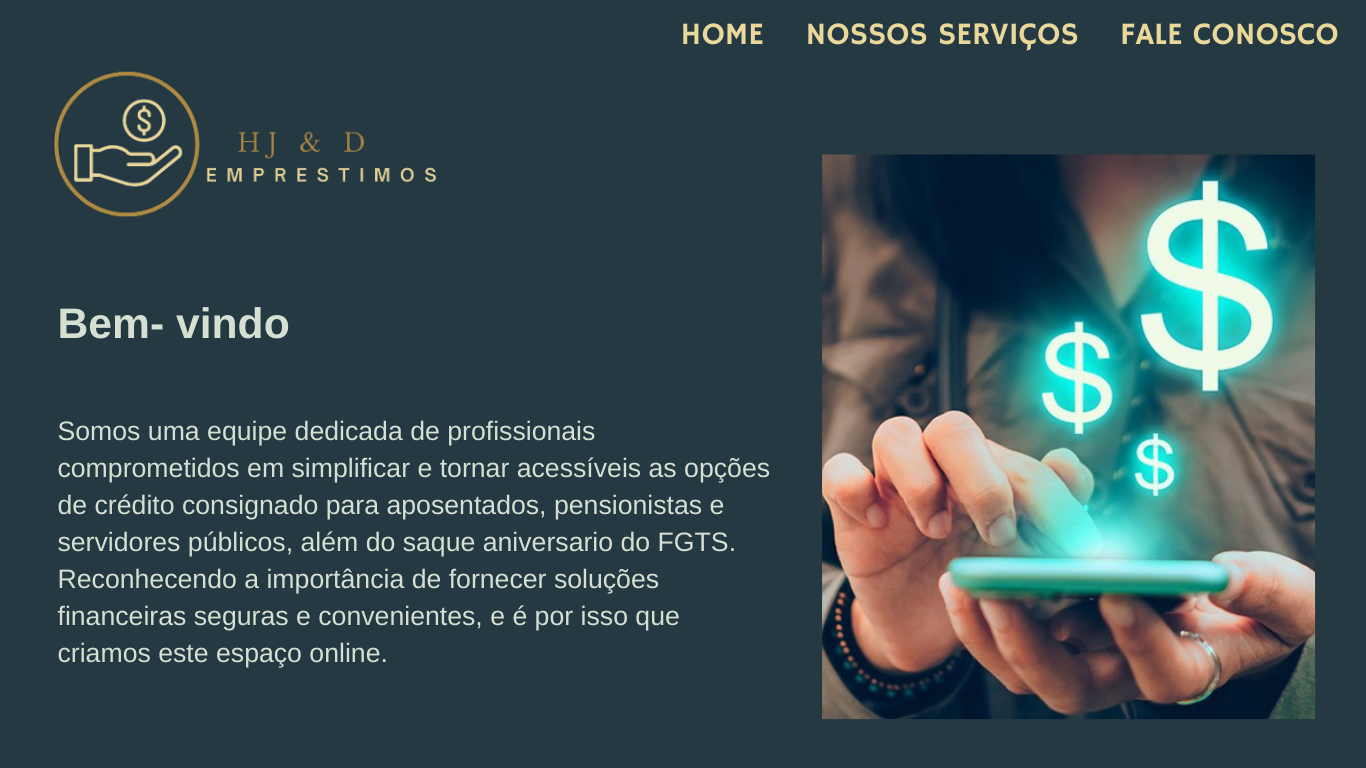 HOME NOSSOS SERVIÇOS FALE CONOSCO
$
HJ & D
EMPRESTIMOS
$
$
$
Bem- vindo
Somos uma equipe dedicada de profissionais
comprometidos em simplificar e tornar acessíveis as opções
de crédito consignado para aposentados, pensionistas e
servidores públicos, além do saque aniversario do FGTS.
Reconhecendo a importância de fornecer soluções
financeiras seguras e convenientes, e é por isso que
criamos este espaço online.